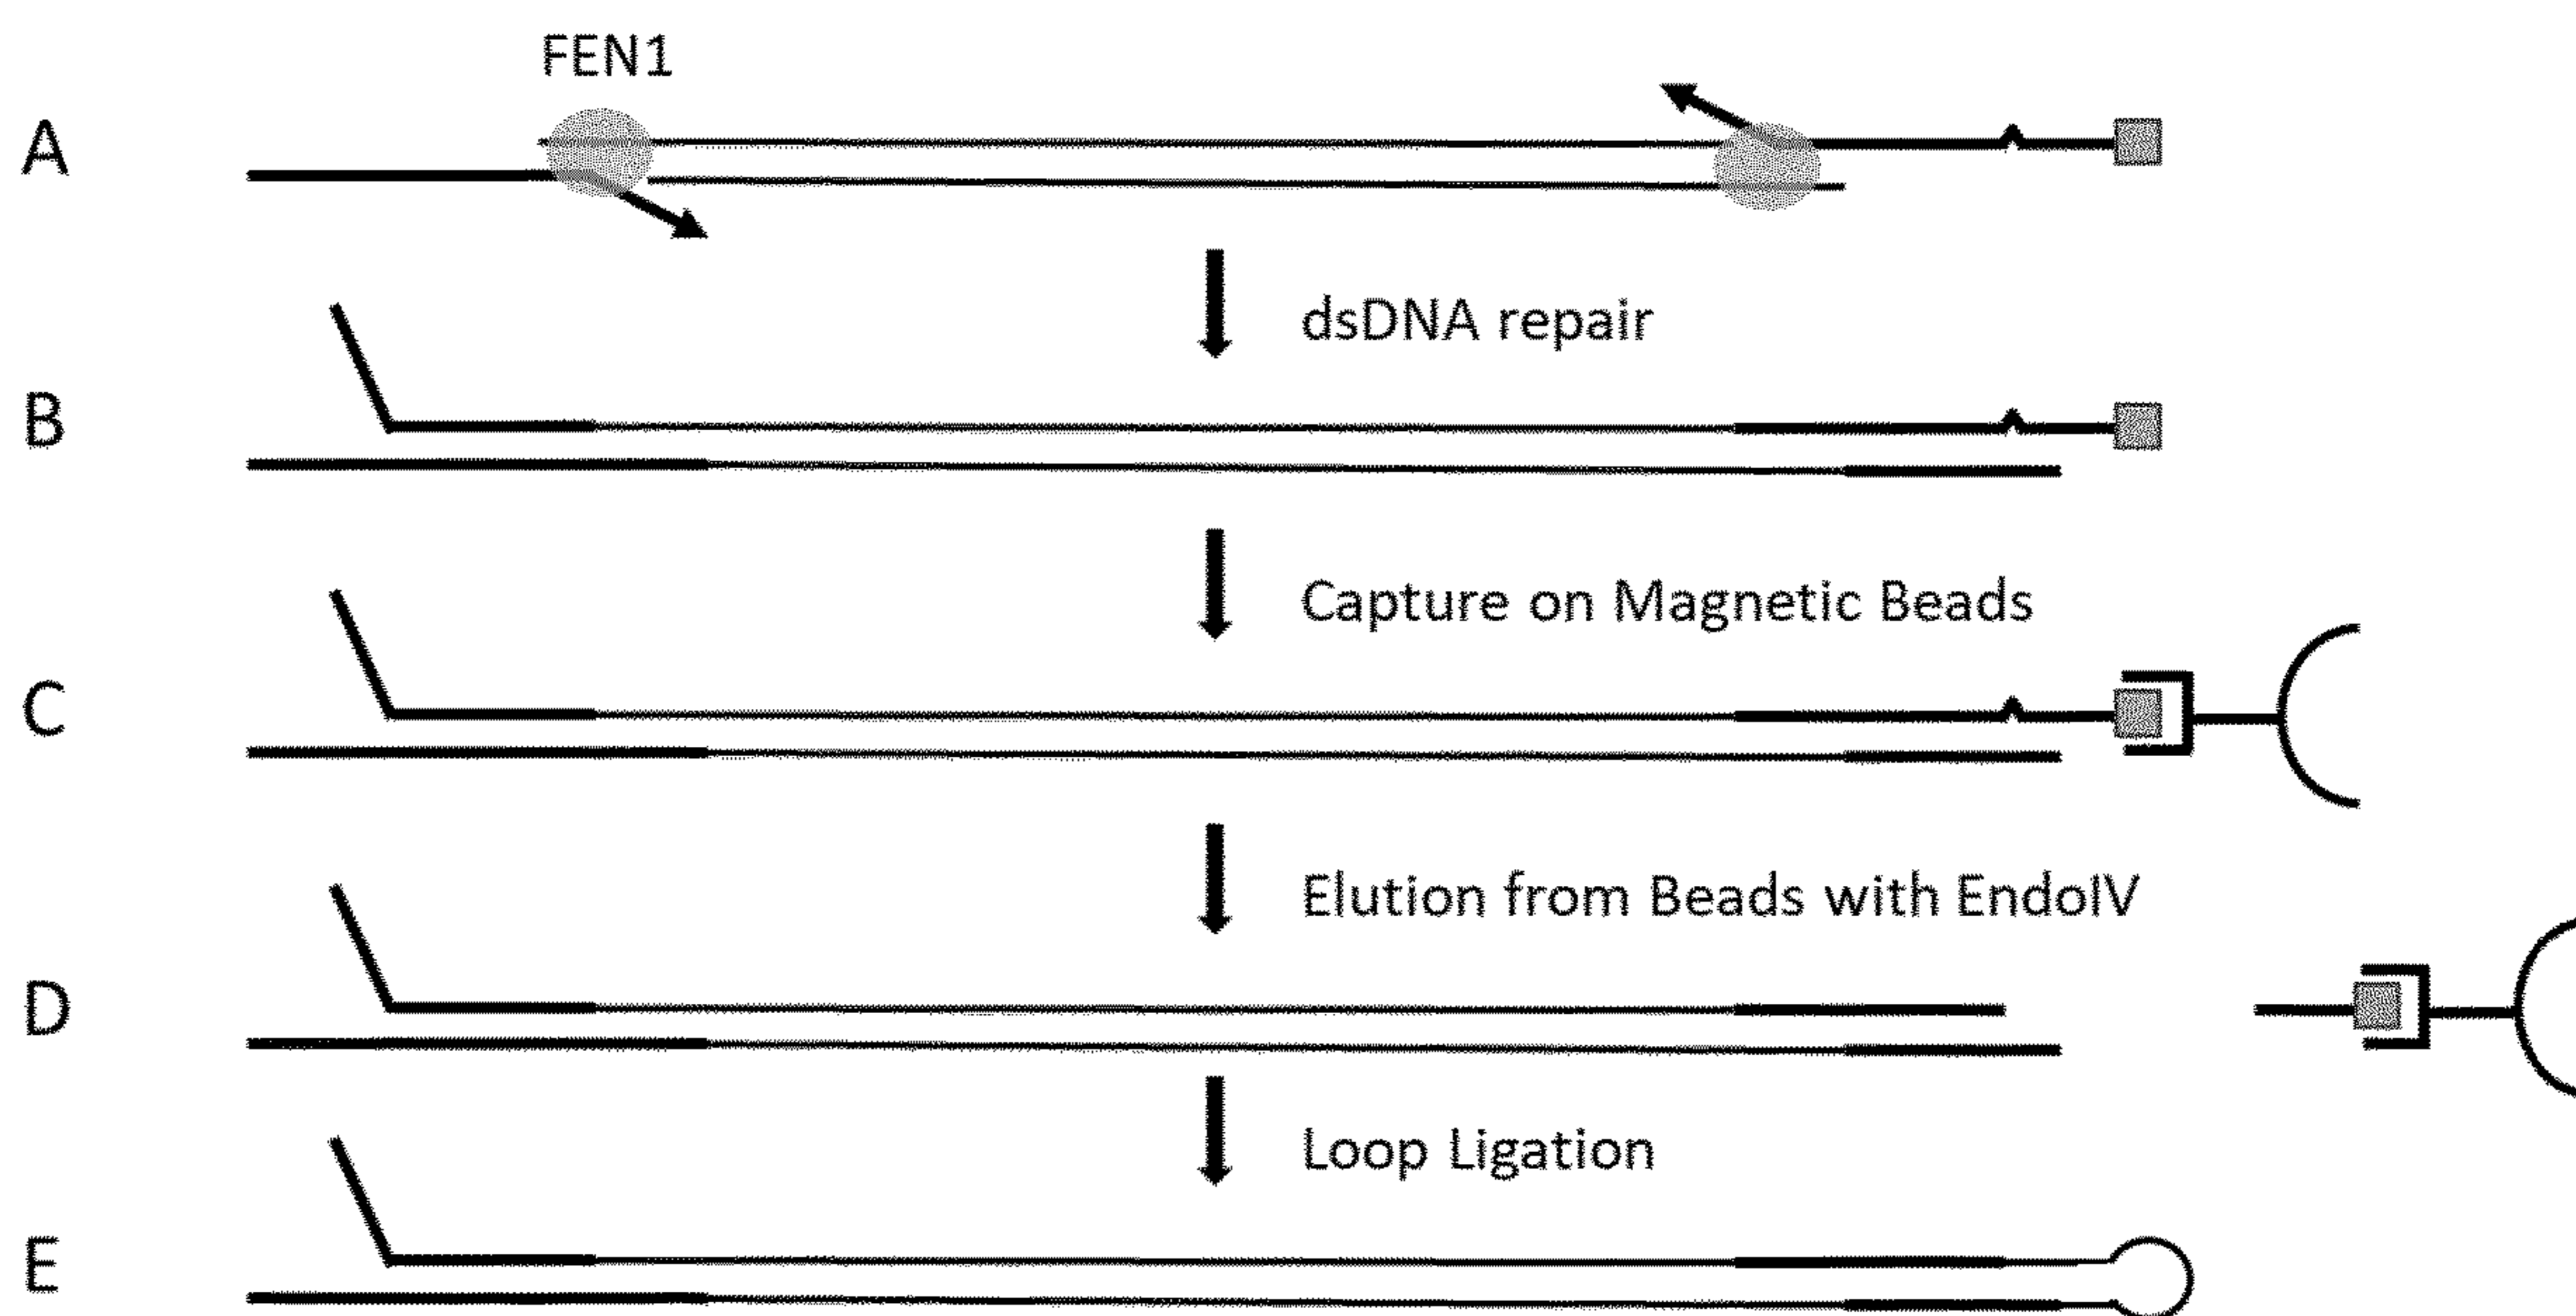 FEN1
A
dsDNA repair
B
Capture on Magnetic Beads
C
Elution from Beads with EndoIV
D
Loop Ligation
E